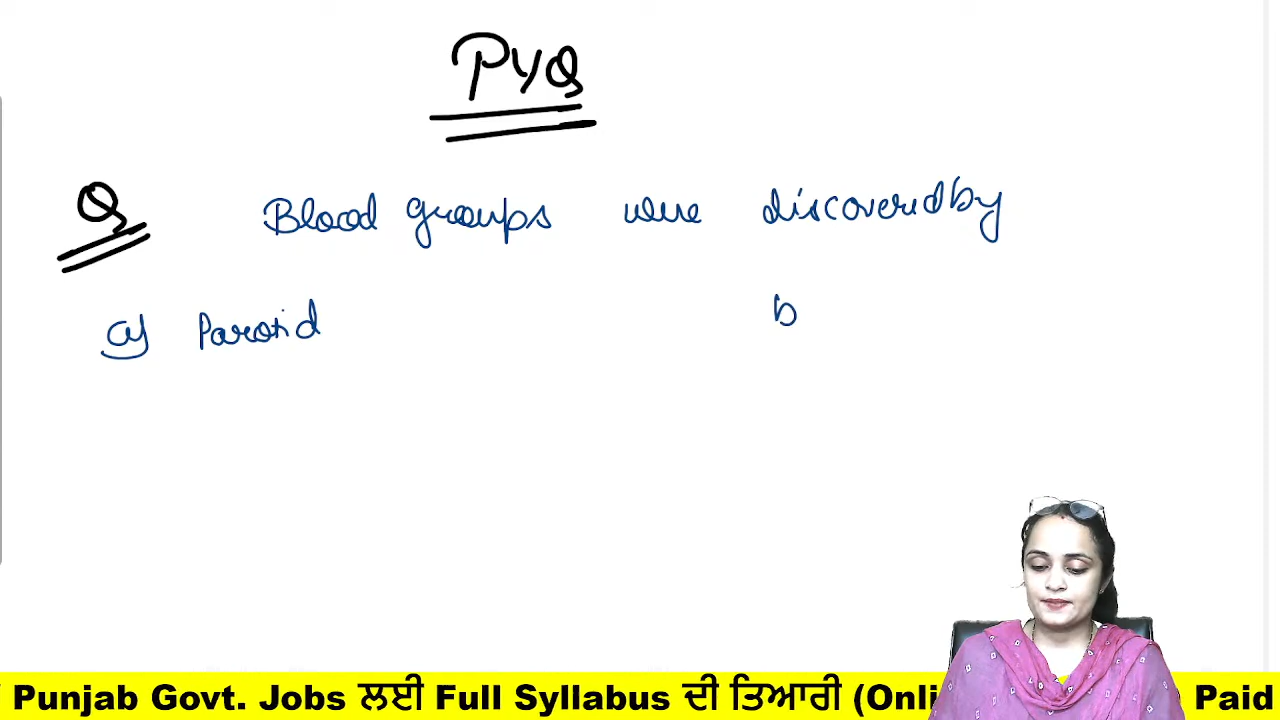 PYQ
Q Blood groups were discovered by
a) Parotid b
Punjab Govt. Jobs ਲਈ Full Syllabus ਦੀ ਤਿਆਰੀ (Onli Paid